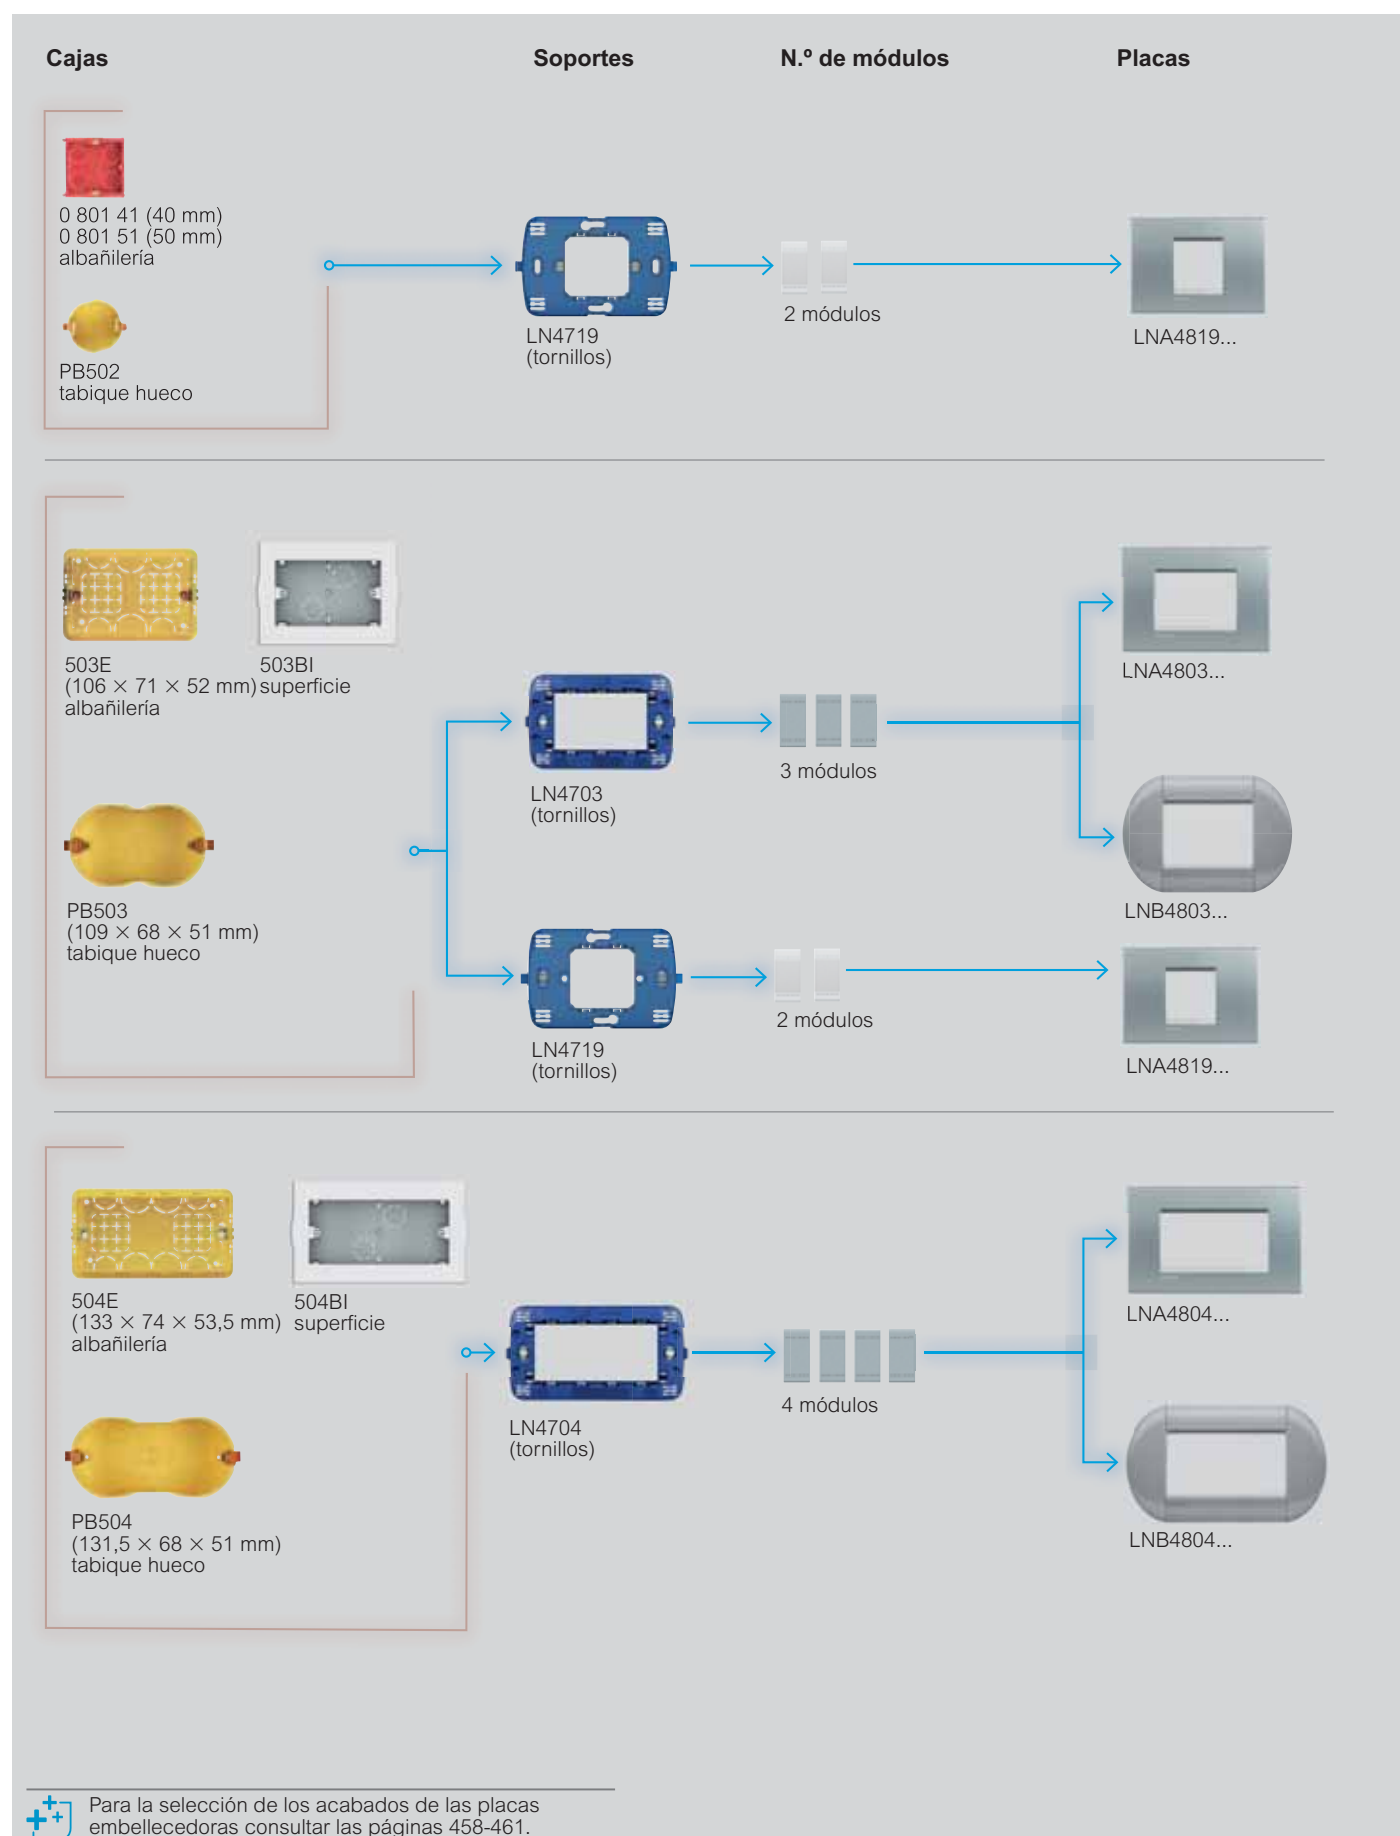 Cajas
Soportes
N.º de módulos
Placas
0 801 41 (40 mm)
0 801 51 (50 mm)
albañilería
PB502
tabique hueco
LN4719
(tornillos)
2 módulos
LNA4819...
503E
(106 × 71 × 52 mm)
albañilería
503BI
superficie
PB503
(109 × 68 × 51 mm)
tabique hueco
LN4703
(tornillos)
3 módulos
LNA4803...
LNB4803...
LN4719
(tornillos)
2 módulos
LNA4819...
504E
(133 × 74 × 53,5 mm)
albañilería
504BI
superficie
PB504
(131,5 × 68 × 51 mm)
tabique hueco
LN4704
(tornillos)
4 módulos
LNA4804...
LNB4804...
Para la selección de los acabados de las placas
embellecedoras consultar las páginas 458-461.